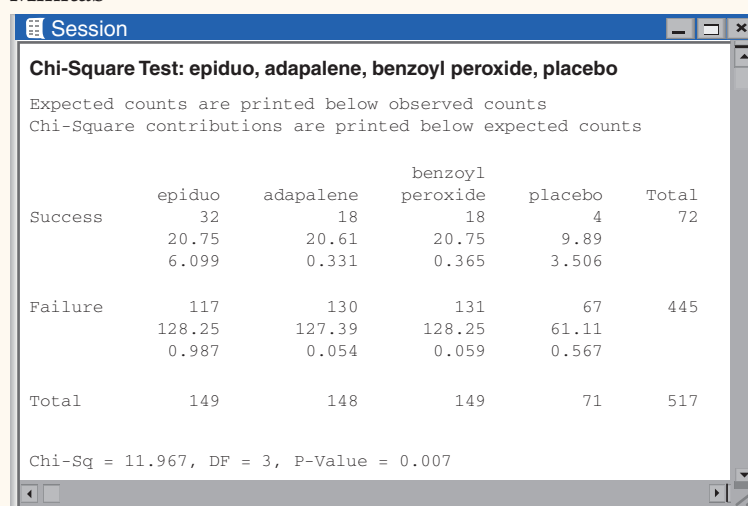 Session
Chi-Square Test: epiduo, adapalene, benzoyl peroxide, placebo
Expected counts are printed below observed counts
Chi-Square contributions are printed below expected counts
benzoyl
epiduo adapalene peroxide placebo Total
Success 32 18 18 4 72
20.75 20.61 20.75 9.89
6.099 0.331 0.365 3.506
Failure 117 130 131 67 445
128.25 127.39 128.25 61.11
0.987 0.054 0.059 0.567
Total 149 148 149 71 517
Chi-Sq = 11.967, DF = 3, P-Value = 0.007